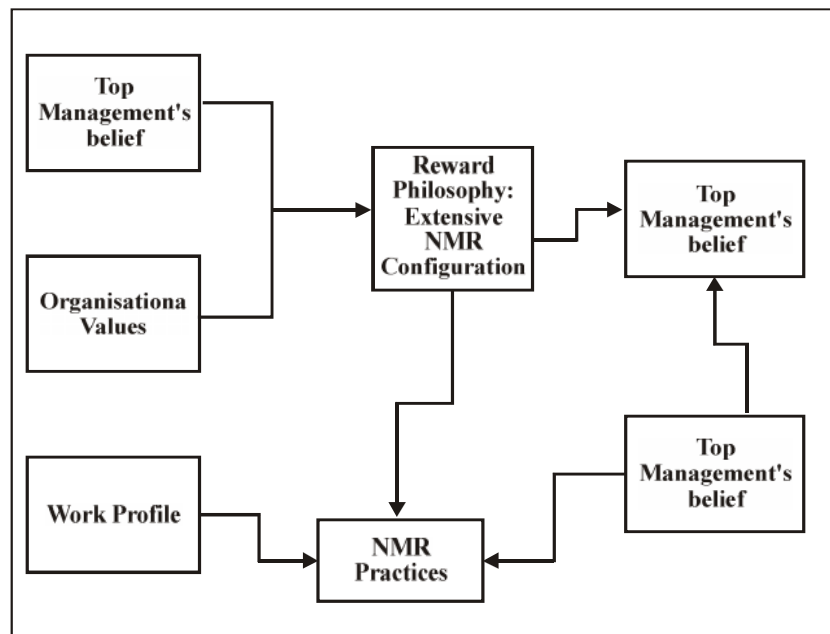 Top
Management's
belief
Reward
Philosophy:
Extensive
NMR
Configuration
Top
Management's
belief
Organisationa
Values
Top
Management's
belief
Work Profile
NMR
Practices